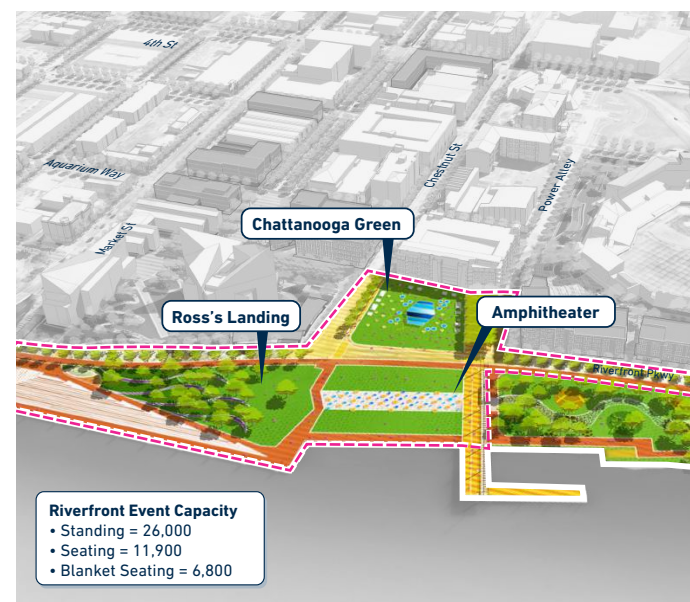 4th St
Aquarium Way
Chestnut St
Power Alley
Market St
Chattanooga Green
Ross's Landing
Amphitheater
Riverfront Pkwy
Riverfront Event Capacity
• Standing = 26,000
• Seating = 11,900
• Blanket Seating = 6,800